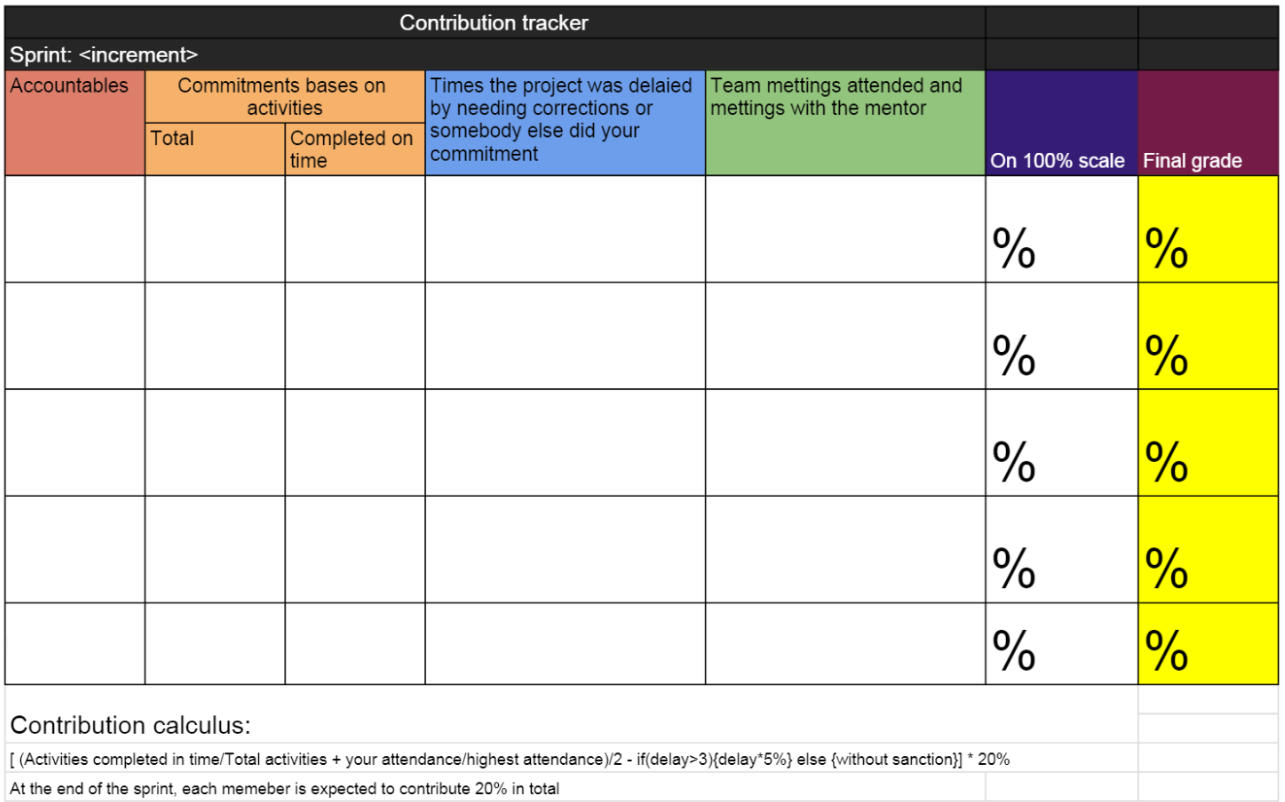 Contribution tracker
Sprint: <increment>
Accountables
Commitments bases on
activities
Total
Completed on
time
Times the project was delaied
by needing corrections or
somebody else did your
commitment
Team mettings attended and
mettings with the mentor
On 100% scale
Final grade
%
%
%
%
%
%
%
%
%
%
Contribution calculus:
[ (Activities completed in time/Total activities + your attendance/highest attendance)/2 - if(delay>3){delay*5%} else {without sanction}] * 20%
At the end of the sprint, each memeber is expected to contribute 20% in total